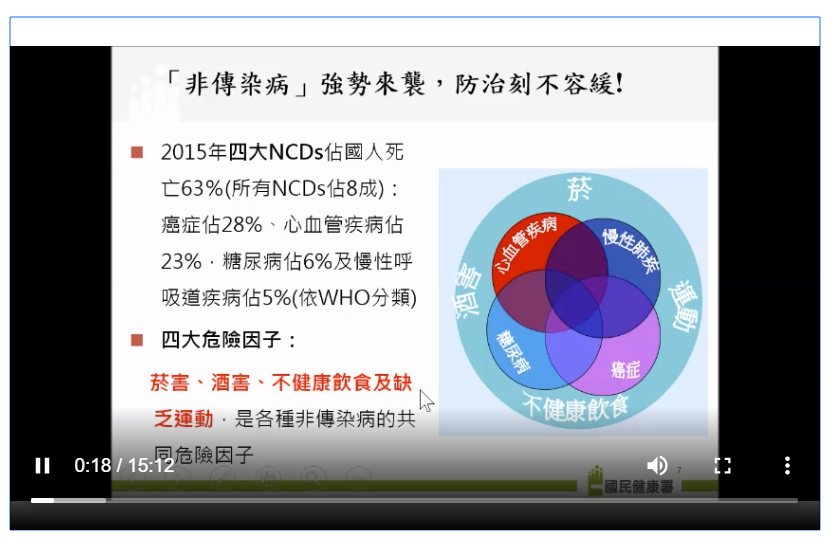 「非傳染病」強勢來襲，防治刻不容緩!
■ 2015年四大NCDs佔國人死
亡63%(所有NCDs佔8成)：
癌症佔28%、心血管疾病佔
23%，糖尿病佔6%及慢性呼
吸道疾病佔5%(依WHO分類)
■ 四大危險因子：
菸害、酒害、不健康飲食及缺
乏運動，是各種非傳染病的共
同危險因子
菸
心血管疾病
慢性肺疾
酒害
運動
糖尿病
癌症
不健康飲食
0:18 / 15:12
7
國民健康署